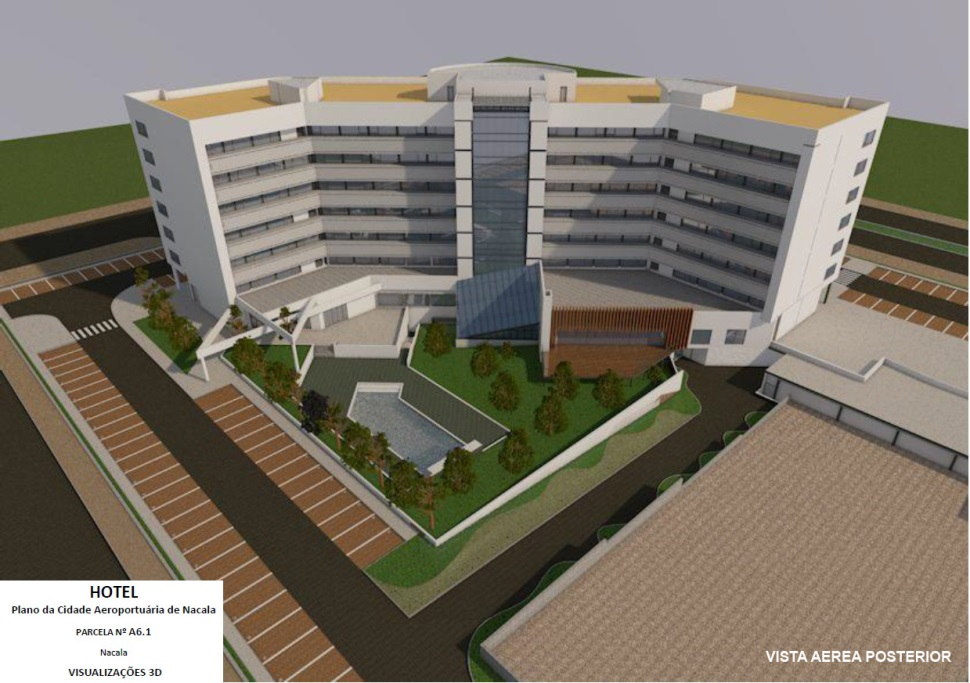 HOTEL
Plano da Cidade Aeroportuária de Nacala
PARCELA Nº A6.1
Nacala
VISUALIZAÇÕES 3D
VISTA AEREA POSTERIOR